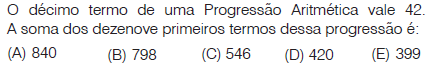 O décimo termo de uma Progressão Aritmética vale 42.
A soma dos dezenove primeiros termos dessa progressão é:
(A) 840 (B) 798 (C) 546 (D) 420 (E) 399